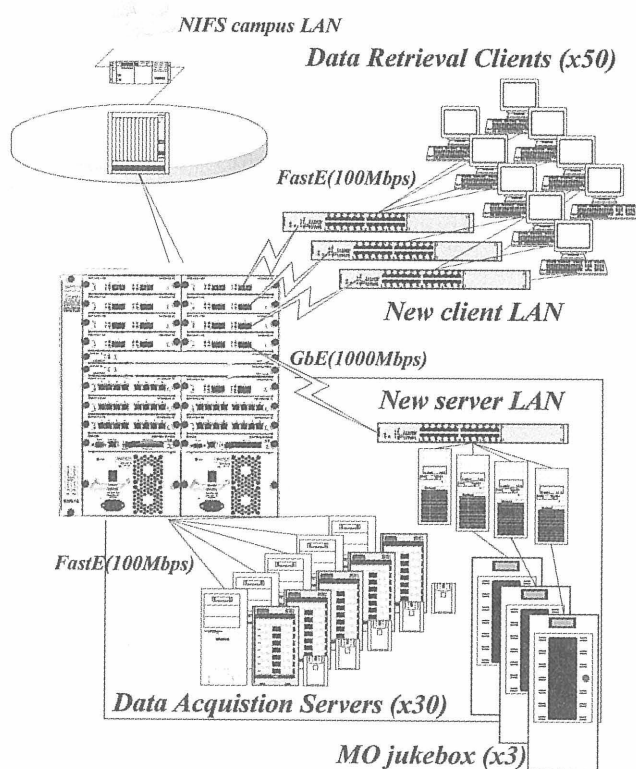 NIFS campus LAN
Data Retrieval Clients (x50)
FastE(100Mbps)
New client LAN
GbE(1000Mbps)
New server LAN
FastE(100Mbps)
Data Acquistion Servers (x30)
MO jukebox (x3)